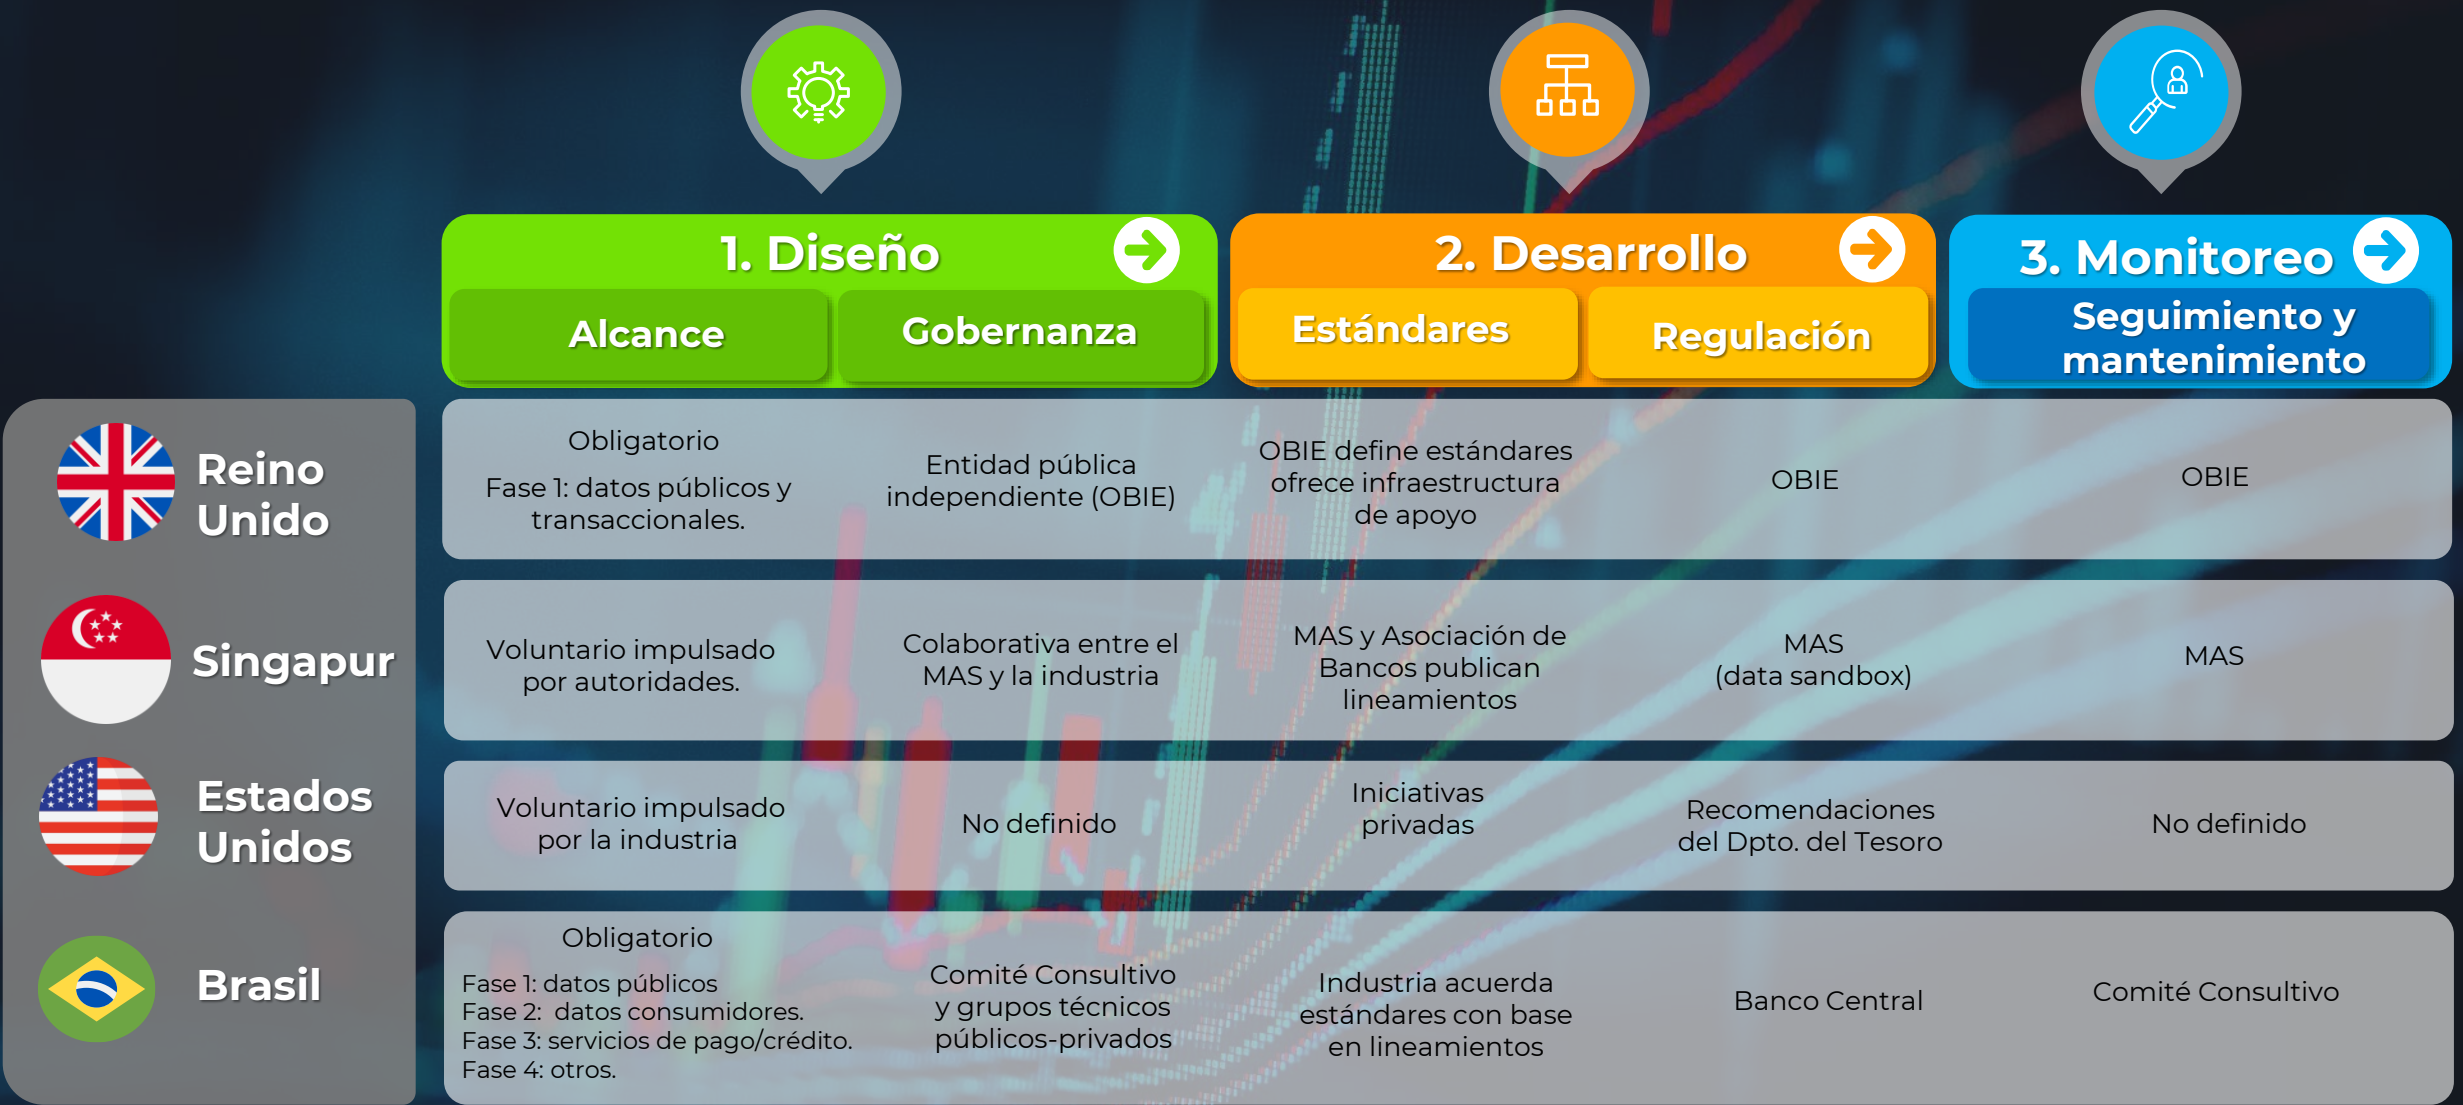 1. Diseño
2. Desarrollo
3. Monitoreo
Alcance
Gobernanza
Estándares
Regulación
Seguimiento y
mantenimiento
Reino
Unido
Obligatorio
Fase 1: datos públicos y
transaccionales.
Entidad pública
independiente (OBIE)
OBIE define estándares
ofrece infraestructura
de apoyo
OBIE
OBIE
Singapur
Voluntario impulsado
por autoridades.
Colaborativa entre el
MAS y la industria
MAS y Asociación de
Bancos publican
lineamientos
MAS
(data sandbox)
MAS
Estados
Unidos
Voluntario impulsado
por la industria
No definido
Iniciativas
privadas
Recomendaciones
del Dpto. del Tesoro
No definido
Brasil
Obligatorio
Fase 1: datos públicos
Fase 2: datos consumidores.
Fase 3: servicios de pago/crédito.
Fase 4: otros.
Comité Consultivo
y grupos técnicos
públicos-privados
Industria acuerda
estándares con base
en lineamientos
Banco Central
Comité Consultivo